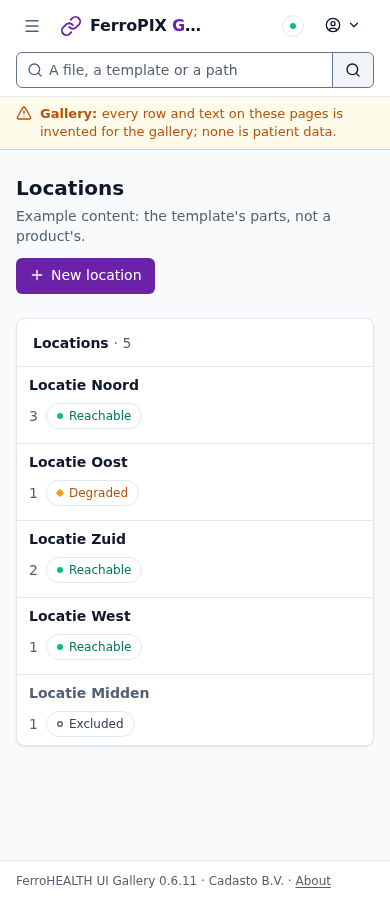 FerroPIX G...
A file, a template or a path
Gallery: every row and text on these pages is
invented for the gallery; none is patient data.
Locations
Example content: the template's parts, not a
product's.
New location
Locations · 5
Locatie Noord
3 Reachable
Locatie Oost
1 Degraded
Locatie Zuid
2 Reachable
Locatie West
1 Reachable
Locatie Midden
1 Excluded
FerroHEALTH UI Gallery 0.6.11 · Cadasto B.V. · About